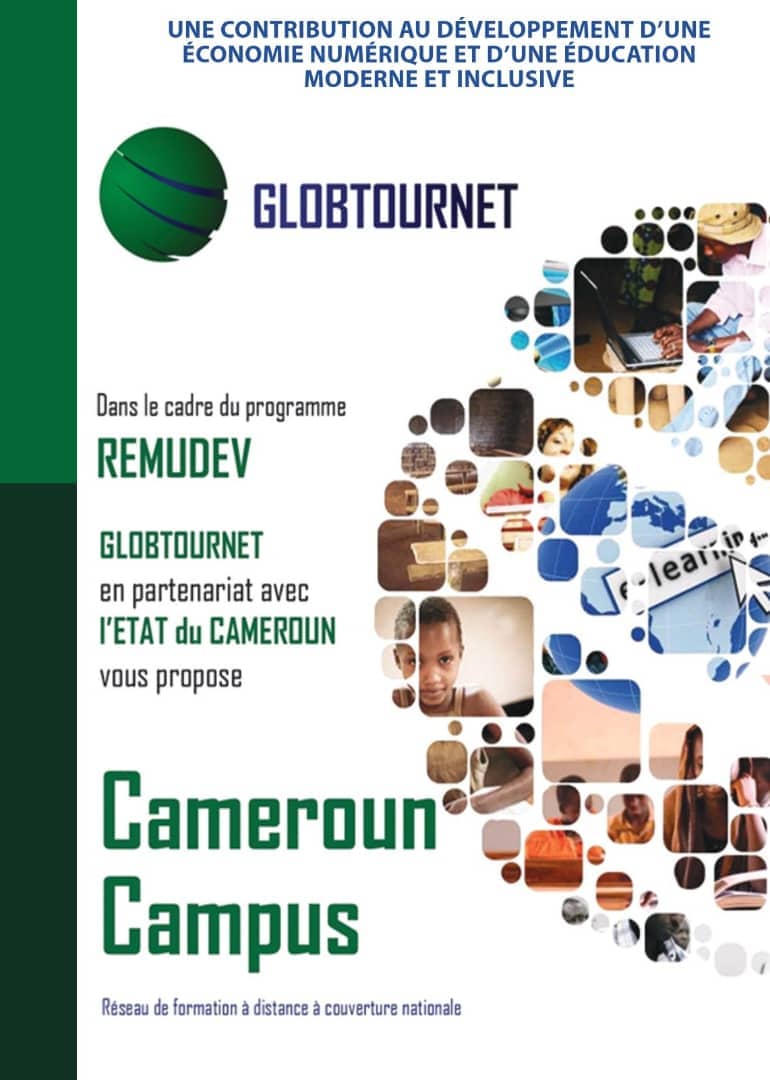 UNE CONTRIBUTION AU DÉVELOPPEMENT D’UNE
ÉCONOMIE NUMÉRIQUE ET D’UNE ÉDUCATION
MODERNE ET INCLUSIVE
GLOBTOURNET
Dans le cadre du programme
REMUDEV
GLOBTOURNET
en partenariat avec
l’ETAT du CAMEROUN
vous propose
e-learning...
Cameroun
Campus
Réseau de formation à distance à couverture nationale